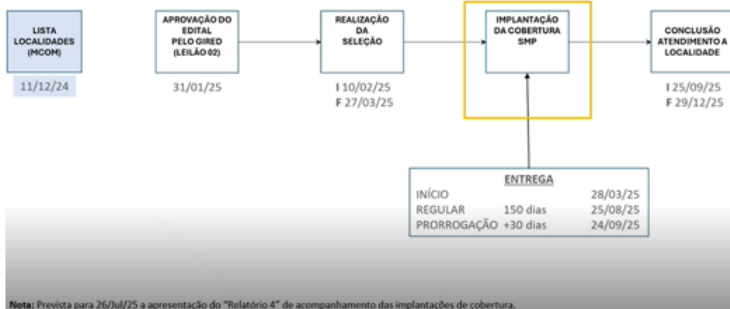 LISTA
LOCALIDADES
(MCOM)
11/12/24
APROVAÇÃO DO
EDITAL
PELO GIRED
(LEILÃO 02)
31/01/25
REALIZAÇÃO
DA
SELEÇÃO
I 10/02/25
F 27/03/25
IMPLANTAÇÃO
DA COBERTURA
SMP
CONCLUSÃO
ATENDIMENTO A
LOCALIDADE
I 25/09/25
F 29/12/25
ENTREGA
INÍCIO 28/03/25
REGULAR 150 dias 25/08/25
PRORROGAÇÃO +30 dias 24/09/25
Nota: Prevista para 26/Jul/25 a apresentação do "Relatório 4" de acompanhamento das implantações de cobertura.